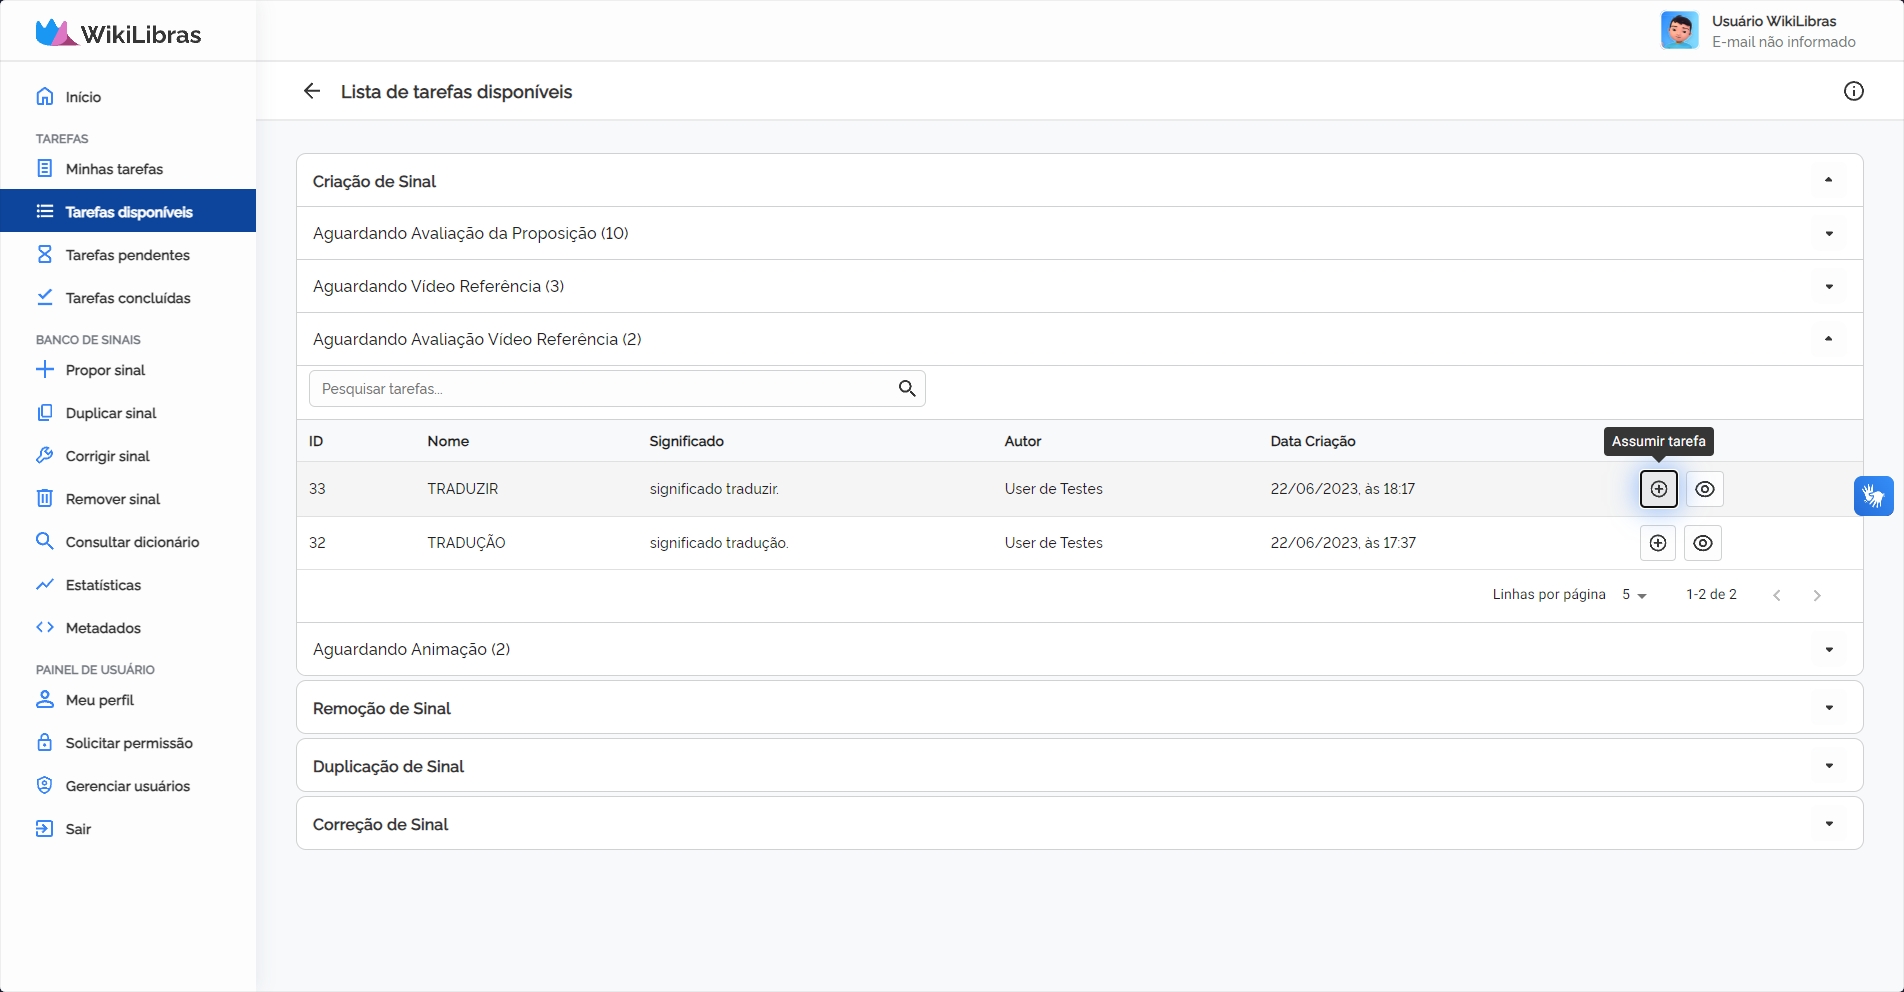 WikiLibras
Usuário WikiLibras
E-mail não informado
Início
TAREFAS
Minhas tarefas
Tarefas disponíveis
Tarefas pendentes
Tarefas concluídas
BANCO DE SINAIS
Propor sinal
Duplicar sinal
Corrigir sinal
Remover sinal
Consultar dicionário
Estatísticas
Metadados
PAINEL DE USUÁRIO
Meu perfil
Solicitar permissão
Gerenciar usuários
Sair
Lista de tarefas disponíveis
Criação de Sinal
Aguardando Avaliação da Proposição (10)
Aguardando Vídeo Referência (3)
Aguardando Avaliação Vídeo Referência (2)
Pesquisar tarefas...
ID Nome Significado Autor Data Criação
Assumir tarefa
33 TRADUZIR significado traduzir. User de Testes 22/06/2023, às 18:17
32 TRADUÇÃO significado tradução. User de Testes 22/06/2023, às 17:37
Linhas por página 5 1-2 de 2
Aguardando Animação (2)
Remoção de Sinal
Duplicação de Sinal
Correção de Sinal